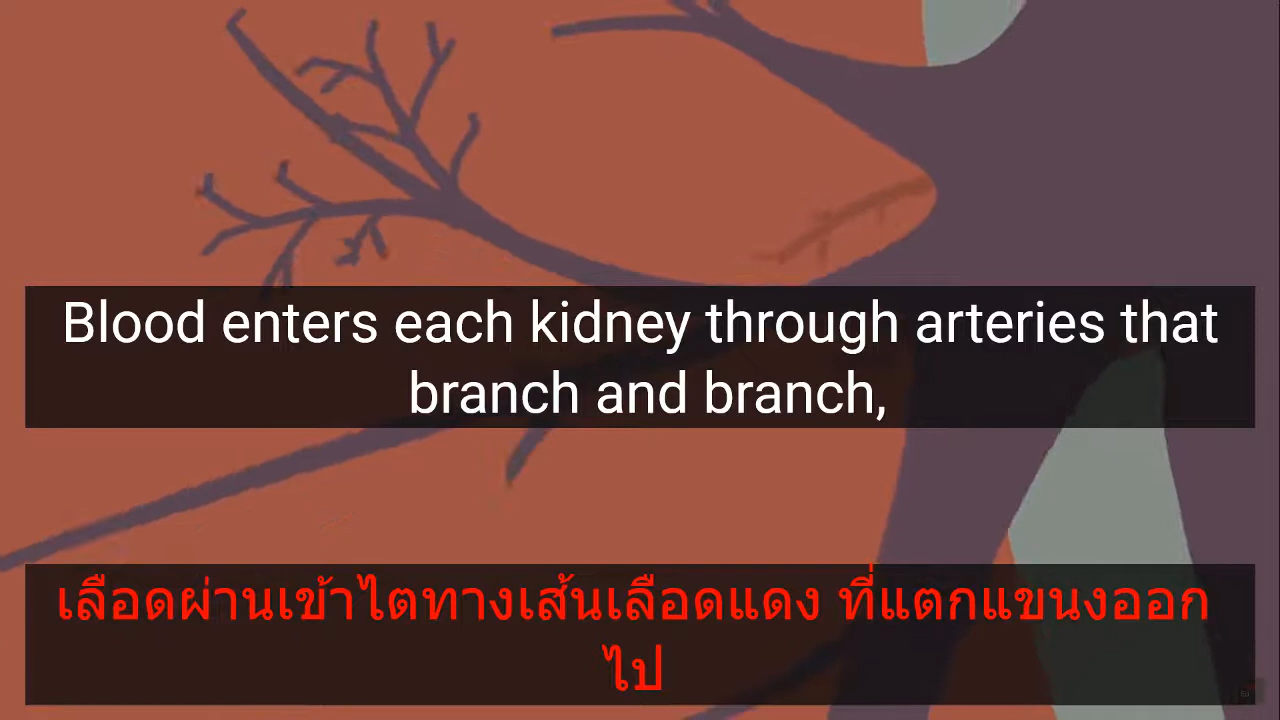 Blood enters each kidney through arteries that
branch and branch,
เลือดผ่านเข้าไตทางเส้นเลือดแดง ที่แตกแขนงออก
ไป